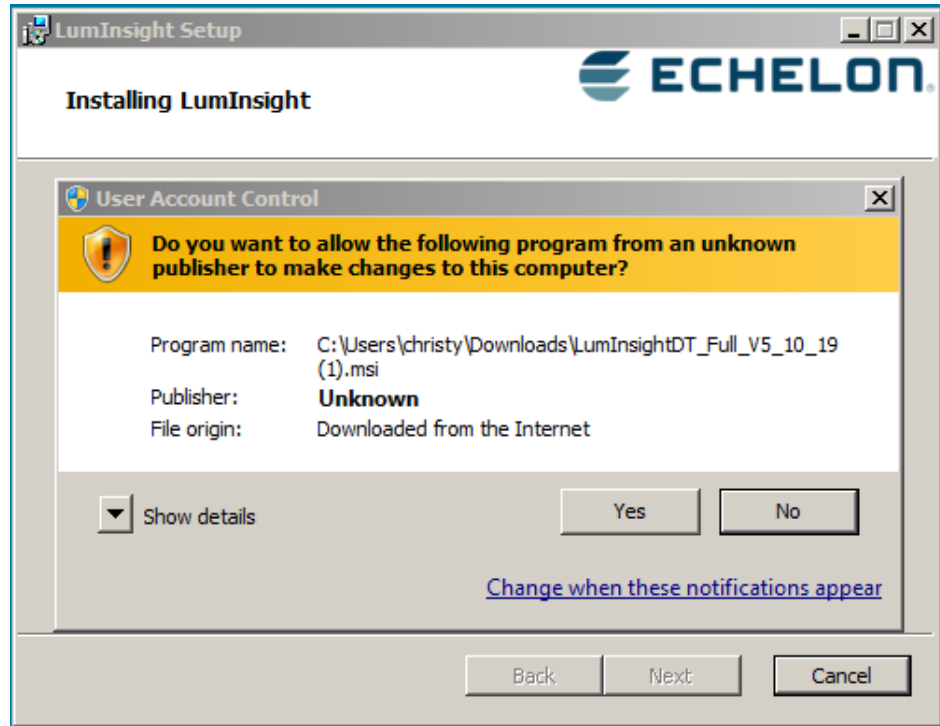 LumInsight Setup
ECHELON.
Installing LumInsight
User Account Control
Do you want to allow the following program from an unknown
publisher to make changes to this computer?
Program name: C:\Users\christy\Downloads\LumInsightDT_Full_V5_10_19
(1).msi
Publisher: Unknown
File origin: Downloaded from the Internet
Show details
Yes
No
Change when these notifications appear
Back
Next
Cancel